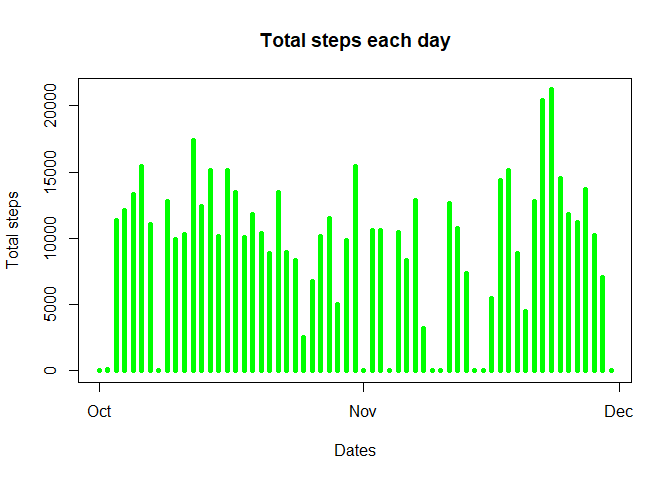 Total steps each day
Total steps
20000
15000
10000
5000
0
Oct Nov Dec
Dates